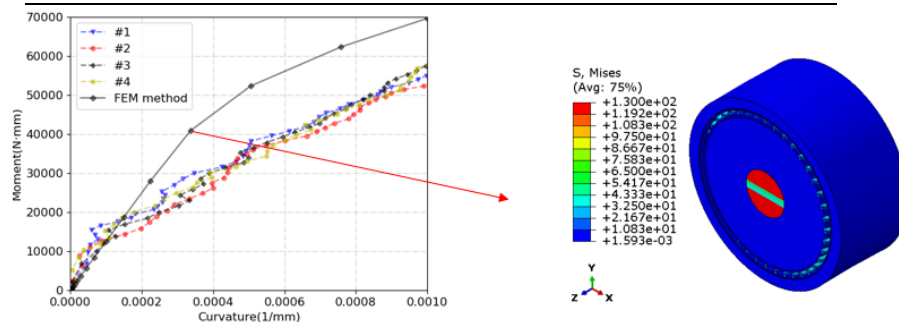 70000
60000
50000
40000
30000
20000
10000
0
Moment(N·mm)
#1
#2
#3
#4
FEM method
0.0000
0.0002
0.0004
0.0006
0.0008
0.0010
Curvature(1/mm)
S, Mises
(Avg: 75%)
+1.300e+02
+1.192e+02
+1.083e+02
+9.750e+01
+8.667e+01
+7.583e+01
+6.500e+01
+5.417e+01
+4.333e+01
+3.250e+01
+2.167e+01
+1.083e+01
+1.593e-03
Y
Z
X